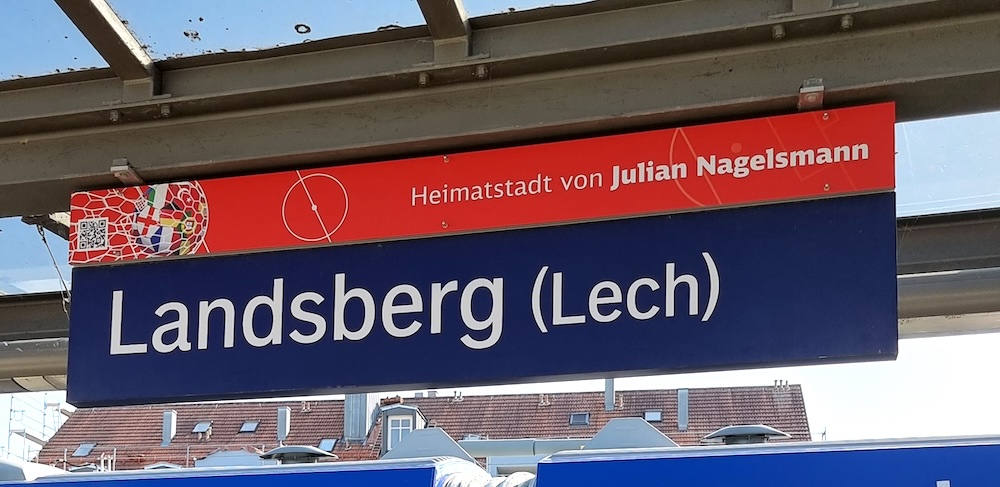 Heimatstadt von Julian Nagelsmann
Landsberg (Lech)